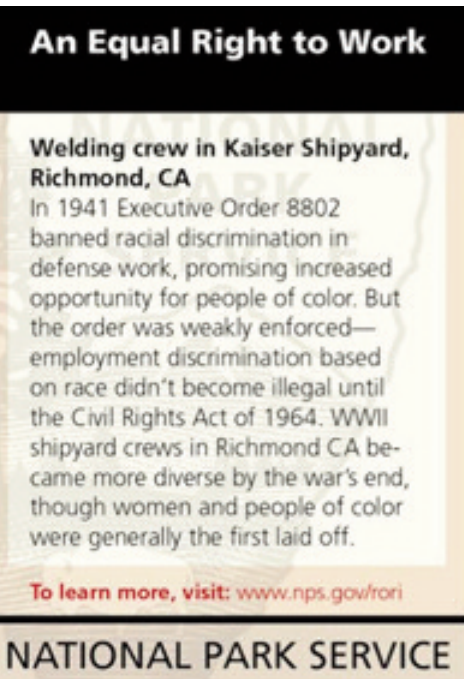 An Equal Right to Work
Welding crew in Kaiser Shipyard,
Richmond, CA
In 1941 Executive Order 8802
banned racial discrimination in
defense work, promising increased
opportunity for people of color. But
the order was weakly enforced—
employment discrimination based
on race didn't become illegal until
the Civil Rights Act of 1964. WWII
shipyard crews in Richmond CA be-
came more diverse by the war's end,
though women and people of color
were generally the first laid off.
To learn more, visit: www.nps.gov/rori
NATIONAL PARK SERVICE
NATIONAL
PARK
SERVICE